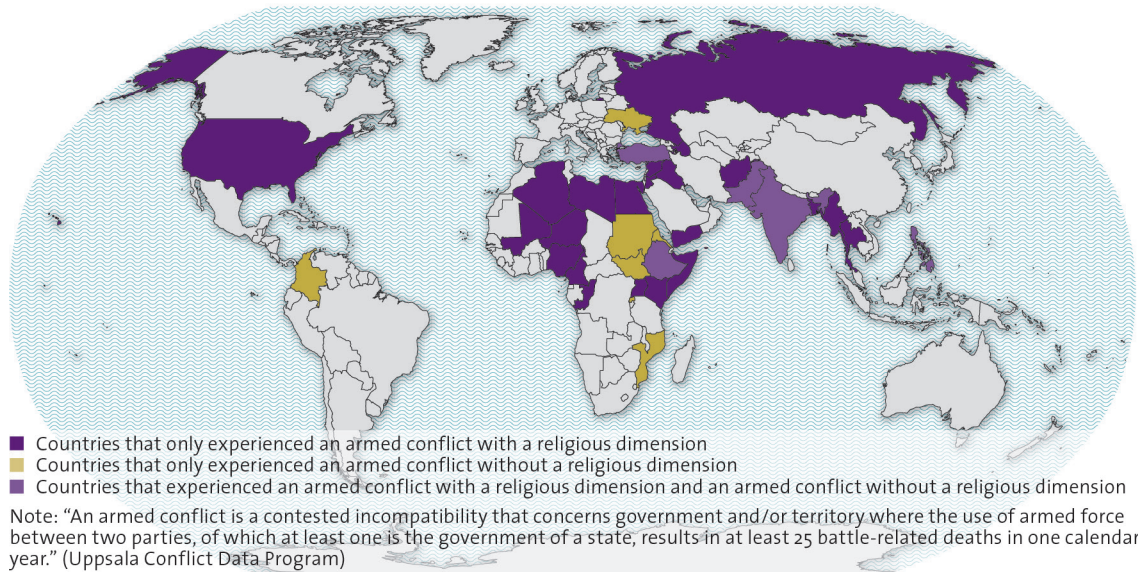 Countries that only experienced an armed conflict with a religious dimension
Countries that only experienced an armed conflict without a religious dimension
Countries that experienced an armed conflict with a religious dimension and an armed conflict without a religious dimension
Note: “An armed conflict is a contested incompatibility that concerns government and/or territory where the use of armed force
between two parties, of which at least one is the government of a state, results in at least 25 battle-related deaths in one calendar
year.” (Uppsala Conflict Data Program)